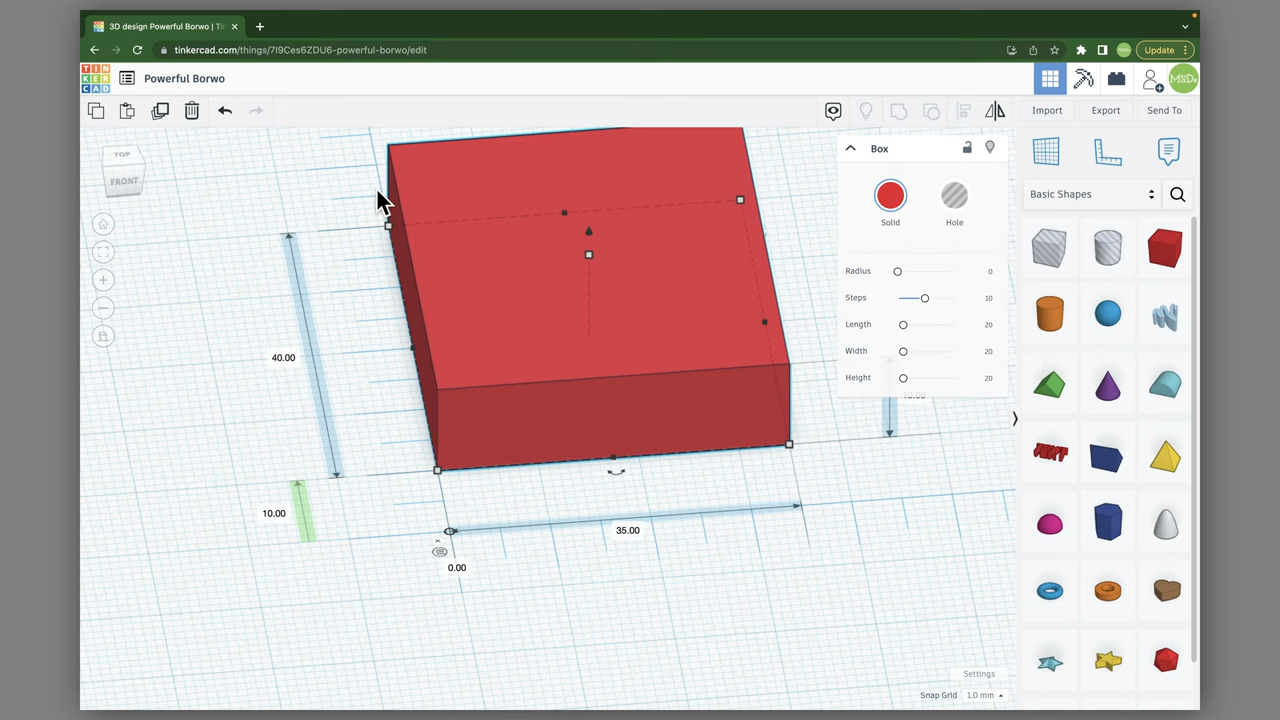 3D design Powerful Borwo | Ti
tinkercad.com/things/7I9Ces6ZDU6-powerful-borwo/edit
Update
TIN
KER
CAD
Powerful Borwo
MaDe
Import
Export
Send To
TOP
FRONT
Box
Solid
Hole
Radius 0
Steps 10
Length 20
Width 20
Height 20
Basic Shapes
40.00
10.00
35.00
0.00
TEXT
Settings
Snap Grid 1.0 mm